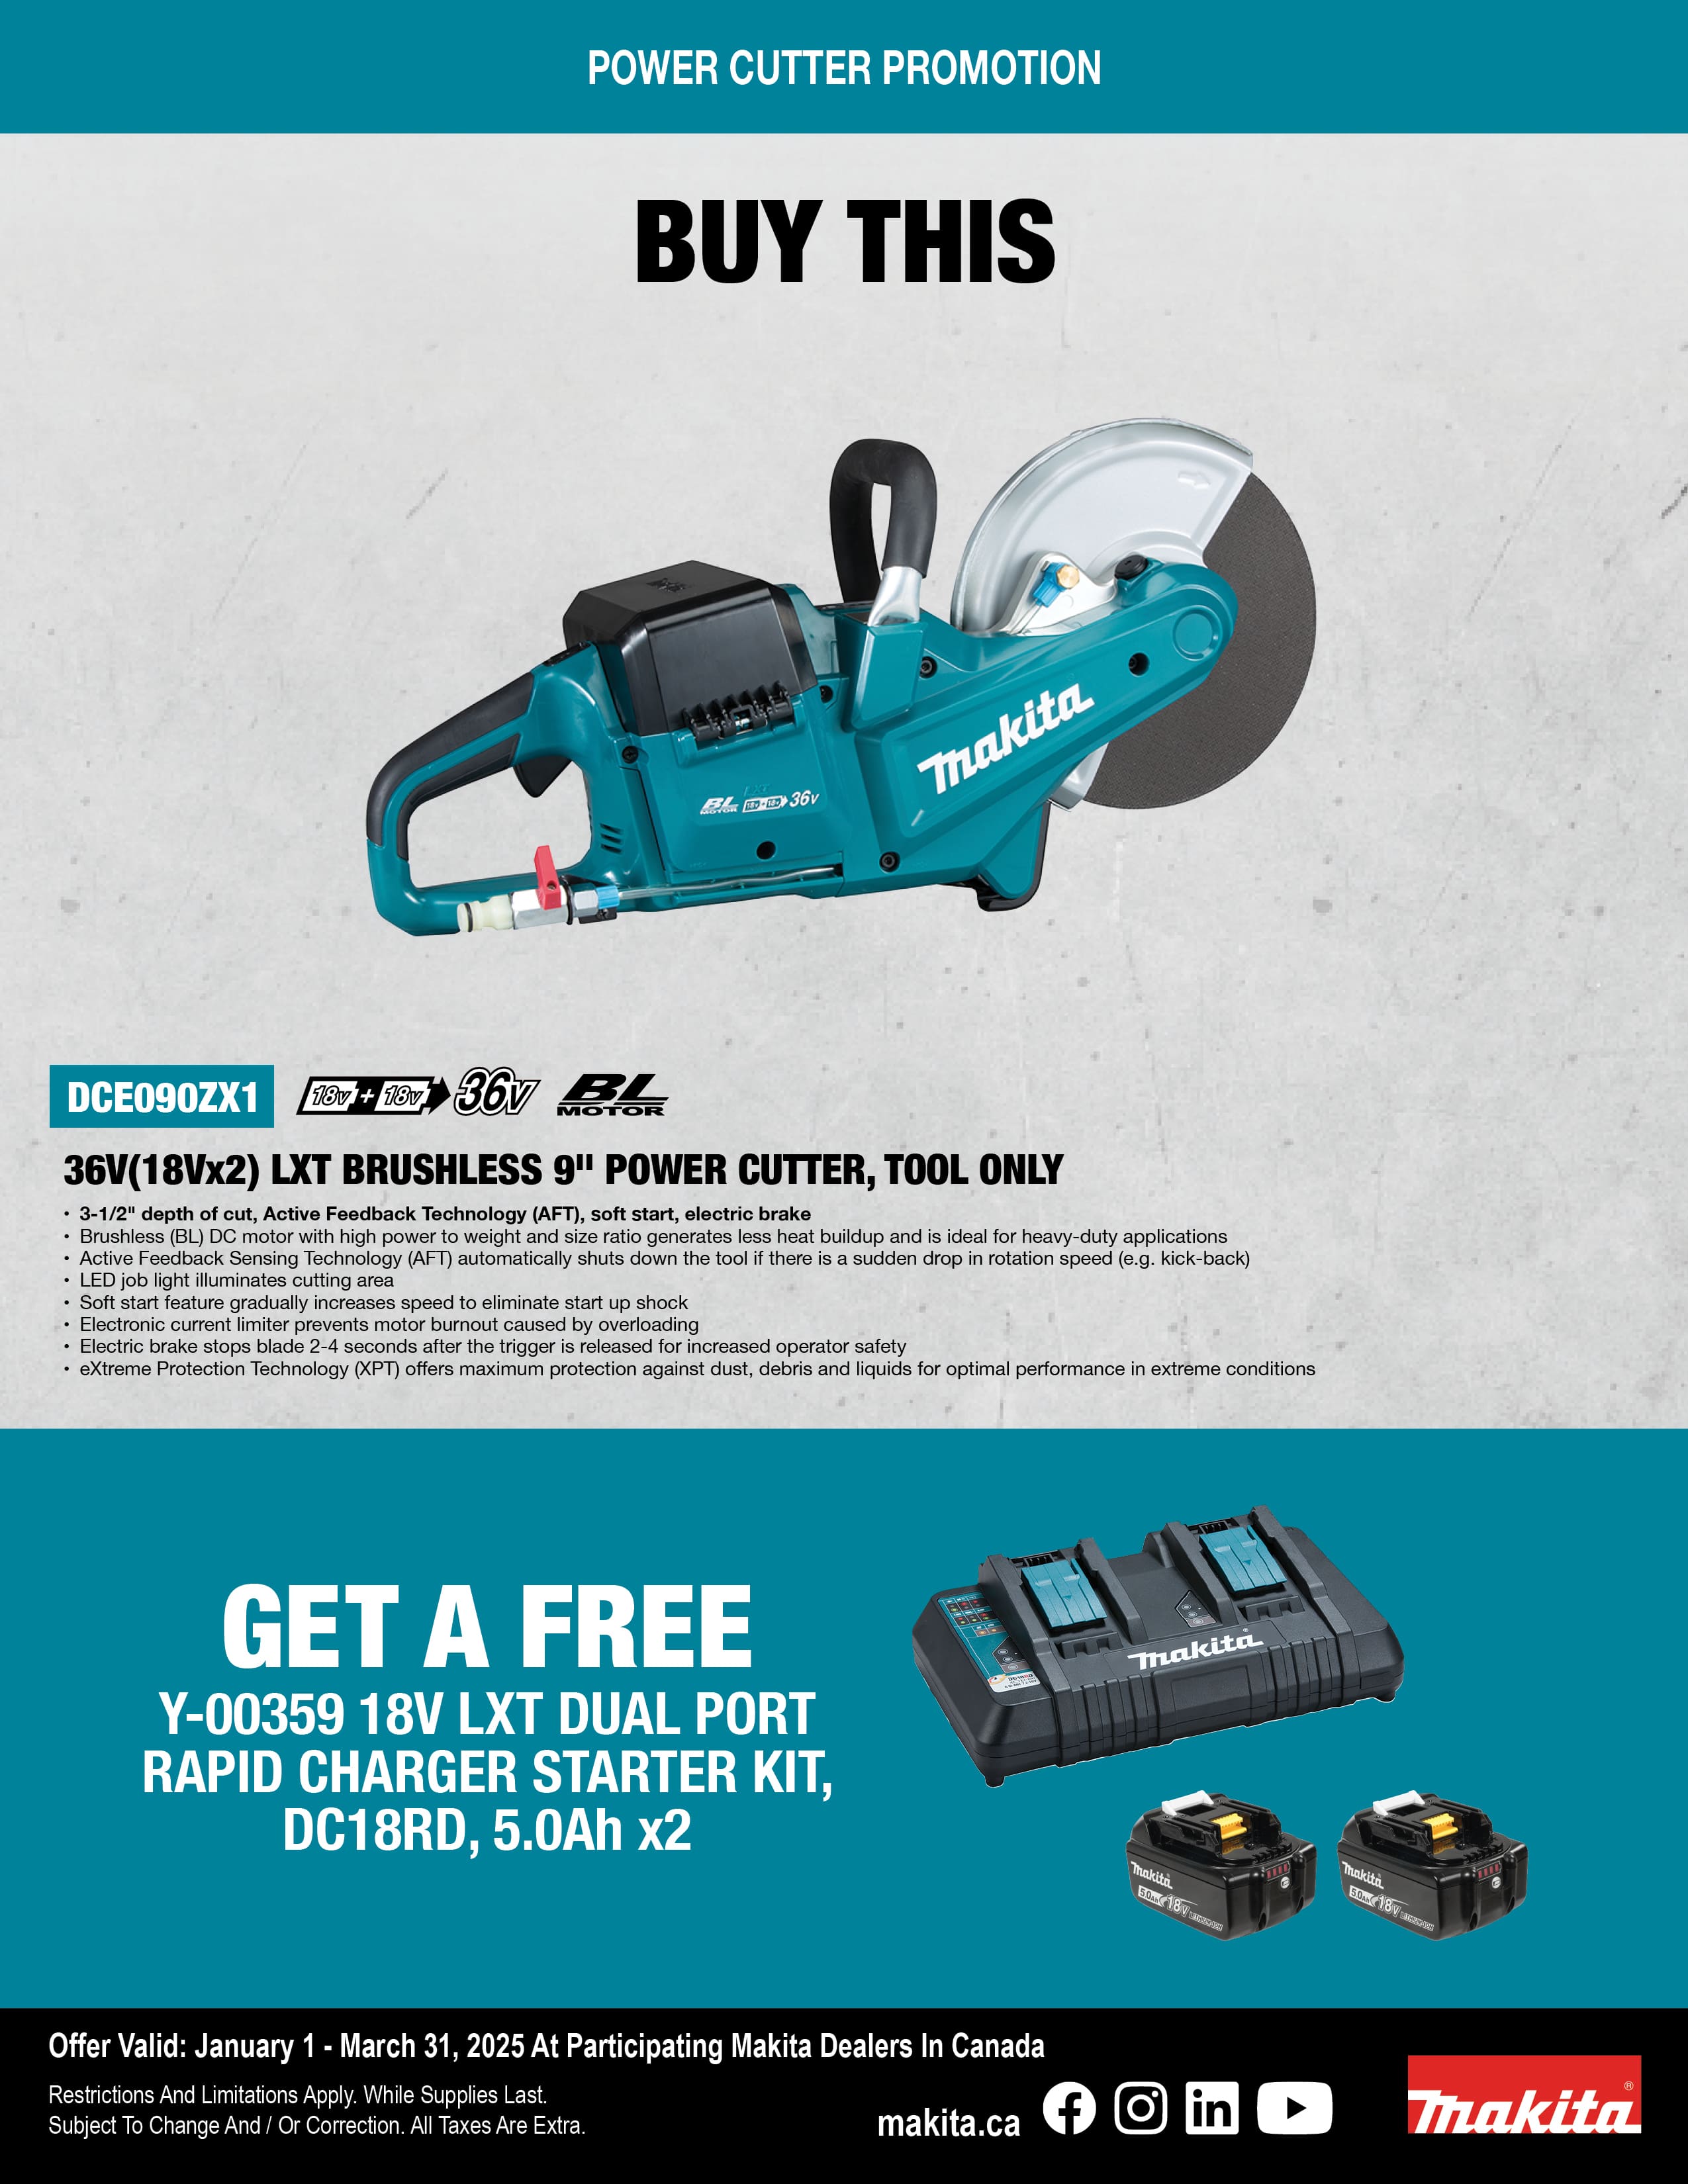 POWER CUTTER PROMOTION
BUY THIS
makita
BL MOTOR LXT 18v+18v 36v
DCE090ZX1 18v + 18v 36v BL MOTOR
36V(18Vx2) LXT BRUSHLESS 9" POWER CUTTER, TOOL ONLY
• 3-1/2" depth of cut, Active Feedback Technology (AFT), soft start, electric brake
• Brushless (BL) DC motor with high power to weight and size ratio generates less heat buildup and is ideal for heavy-duty applications
• Active Feedback Sensing Technology (AFT) automatically shuts down the tool if there is a sudden drop in rotation speed (e.g. kick-back)
• LED job light illuminates cutting area
• Soft start feature gradually increases speed to eliminate start up shock
• Electronic current limiter prevents motor burnout caused by overloading
• Electric brake stops blade 2-4 seconds after the trigger is released for increased operator safety
• eXtreme Protection Technology (XPT) offers maximum protection against dust, debris and liquids for optimal performance in extreme conditions
GET A FREE
Y-00359 18V LXT DUAL PORT
RAPID CHARGER STARTER KIT,
DC18RD, 5.0Ah x2
makita®
DC18RD
makita
5.0Ah 18V LITHIUM-ION
makita
5.0Ah 18V LITHIUM-ION
Offer Valid: January 1 - March 31, 2025 At Participating Makita Dealers In Canada
Restrictions And Limitations Apply. While Supplies Last.
Subject To Change And / Or Correction. All Taxes Are Extra.
makita.ca
in
makita®